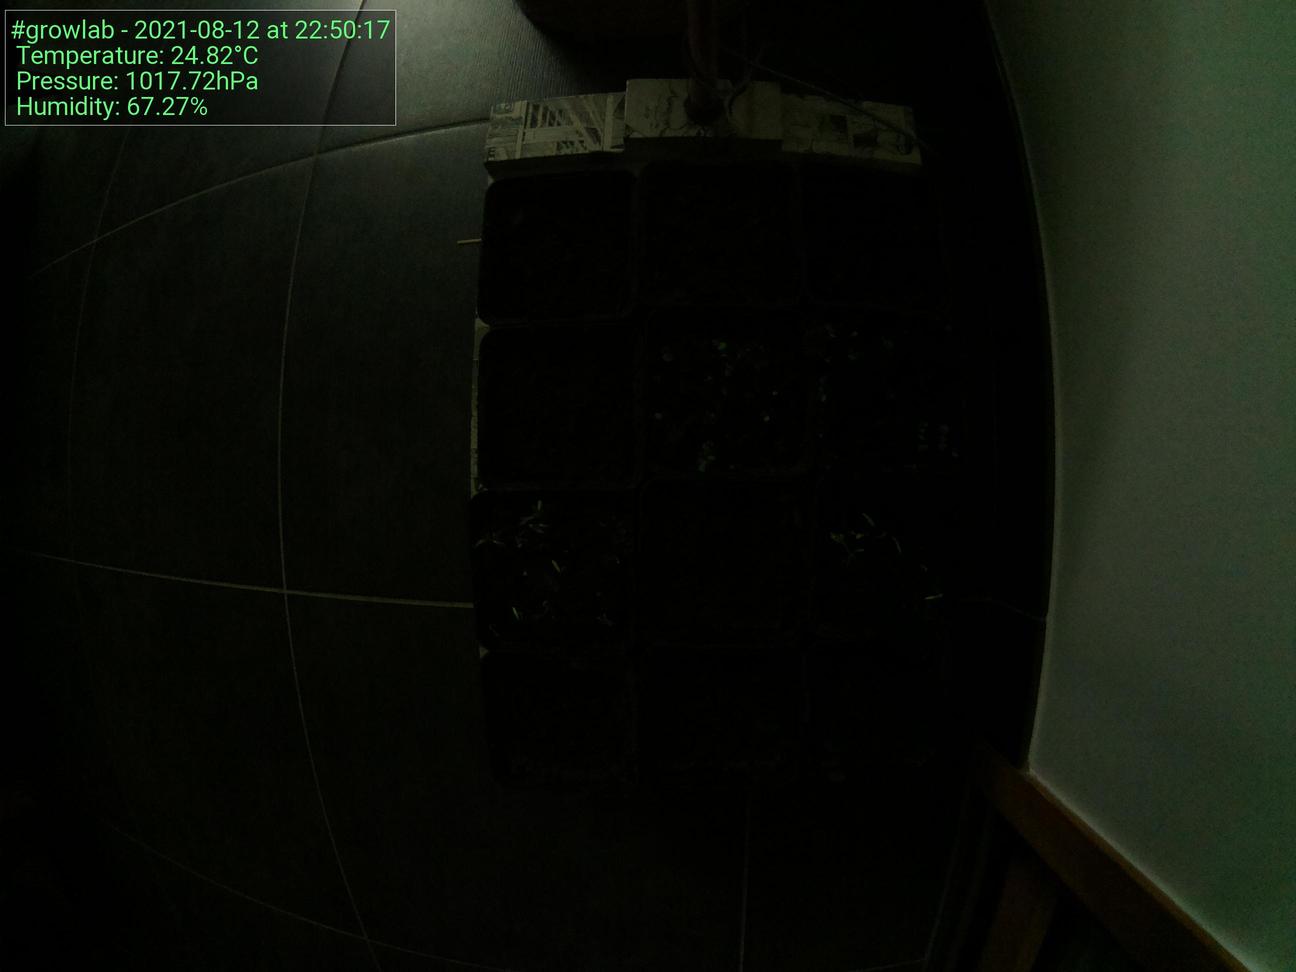 #growlab - 2021-08-12 at 22:50:17
Temperature: 24.82°C
Pressure: 1017.72hPa
Humidity: 67.27%